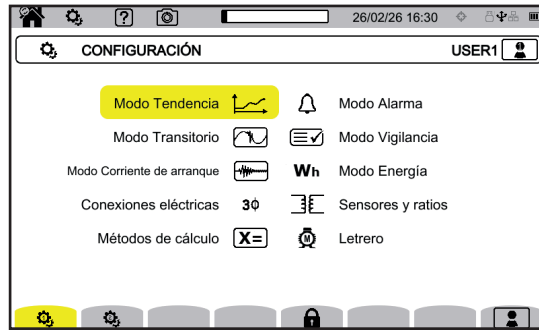 26/02/26 16:30
CONFIGURACIÓN USER1
Modo Tendencia Modo Alarma
Modo Transitorio Modo Vigilancia
Modo Corriente de arranque Wh Modo Energía
Conexiones eléctricas 3ϕ Sensores y ratios
Métodos de cálculo X= M Letrero